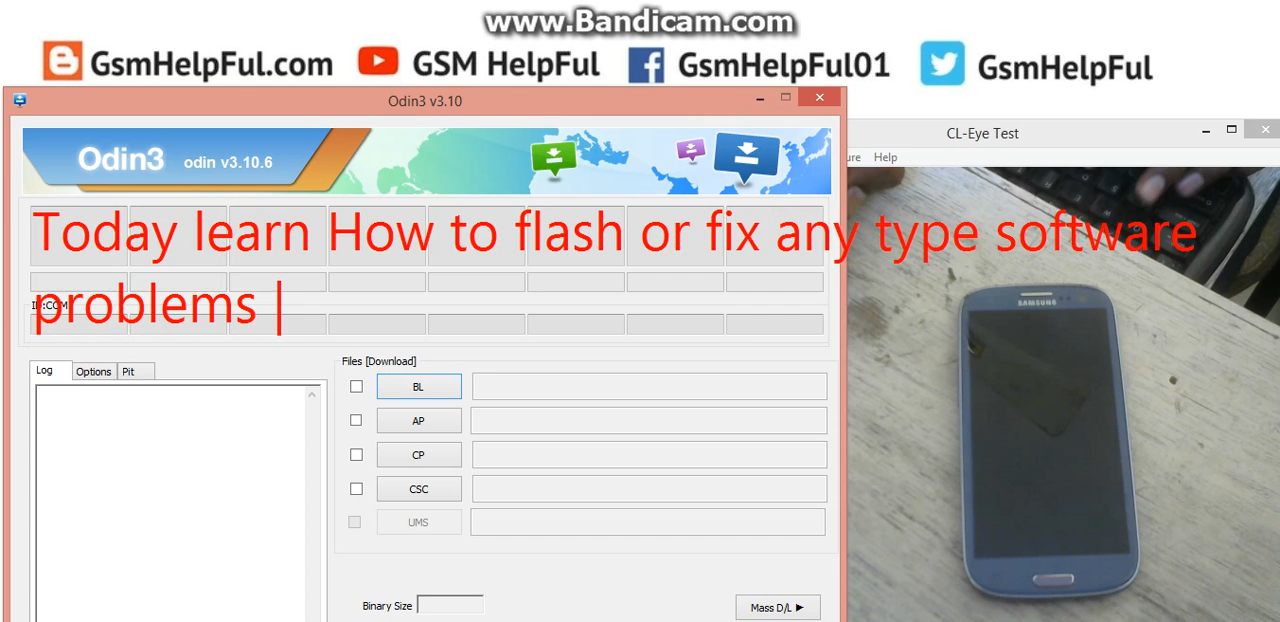 www.Bandicam.com
GsmHelpFul.com GSM HelpFul GsmHelpFul01 GsmHelpFul
Odin3 v3.10
CL-Eye Test
Odin3 odin v3.10.6
ure Help
Today learn How to flash or fix any type software
problems |
ID:COM
SAMSUNG
Log Options Pit
Files [Download]
BL
AP
CP
CSC
UMS
Binary Size
Mass D/L ►